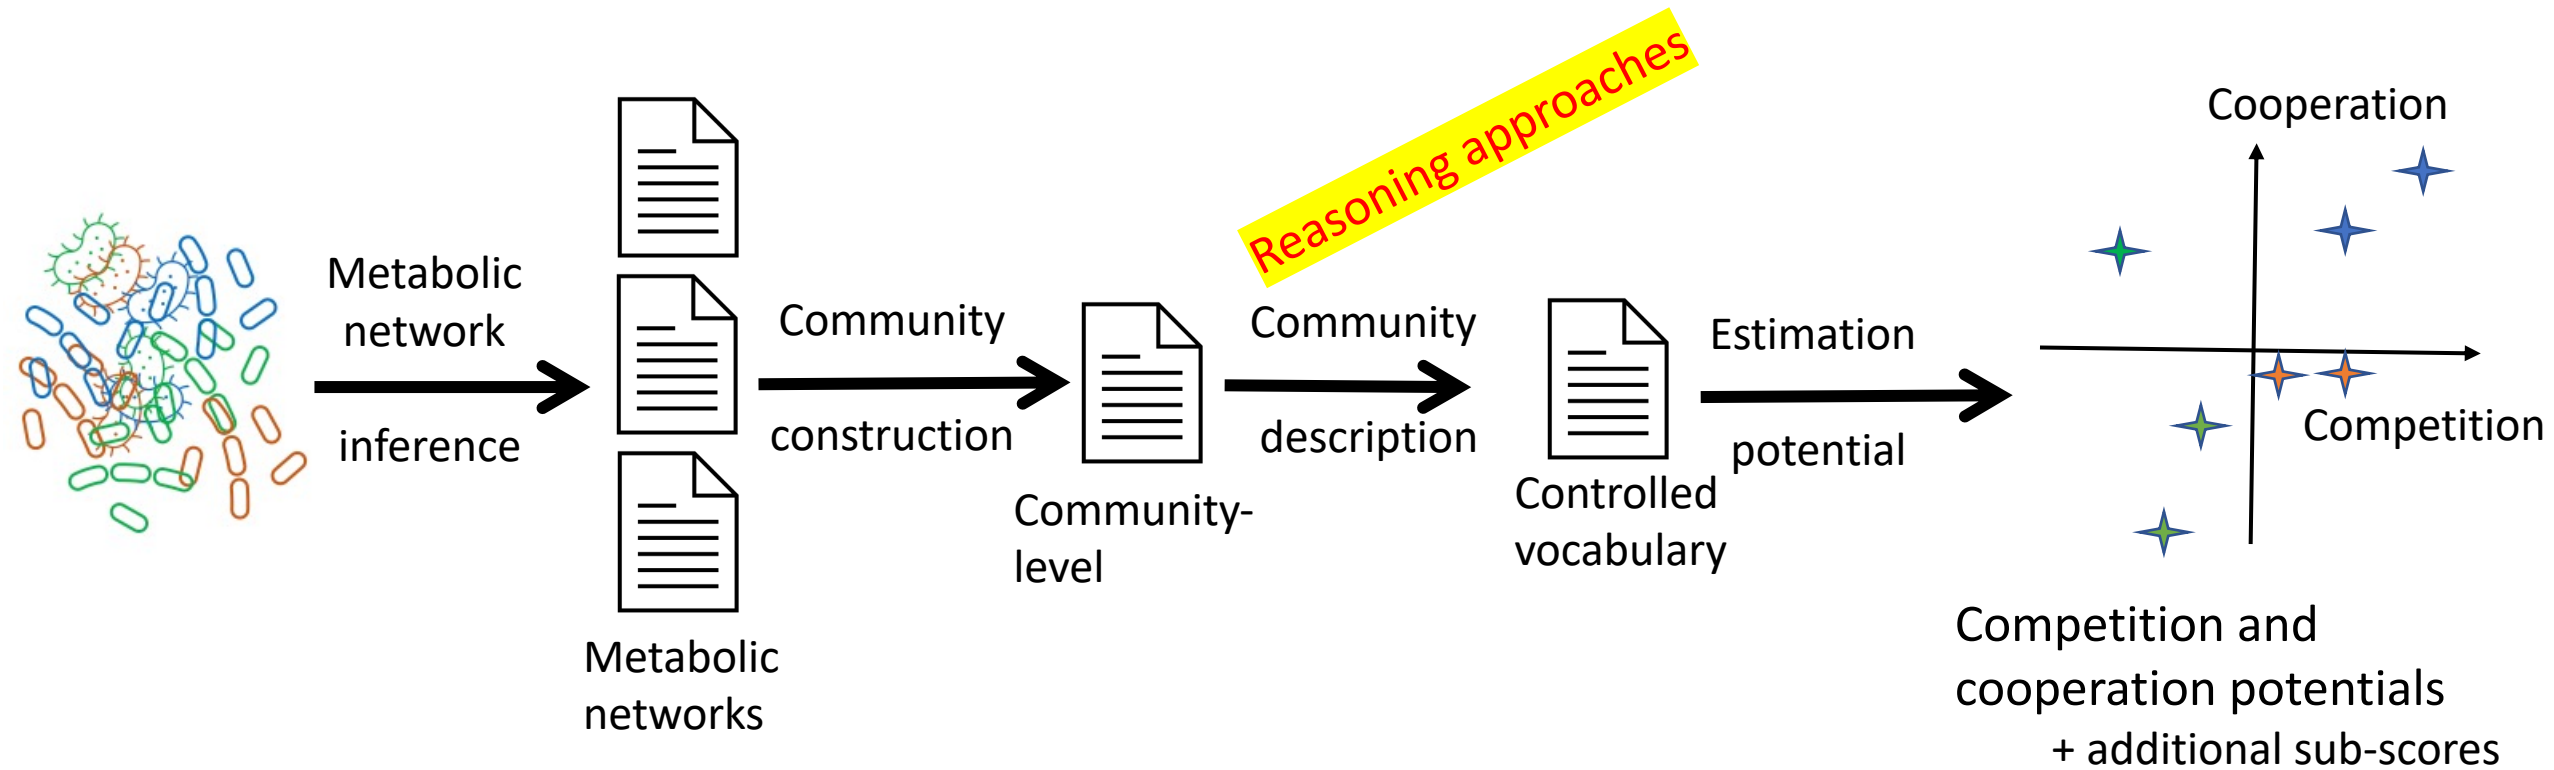 Metabolic
network
inference
Metabolic
networks
Community
construction
Community-
level
Reasoning approaches
Community
description
Controlled
vocabulary
Estimation
potential
Cooperation
Competition
Competition and
cooperation potentials
+ additional sub-scores